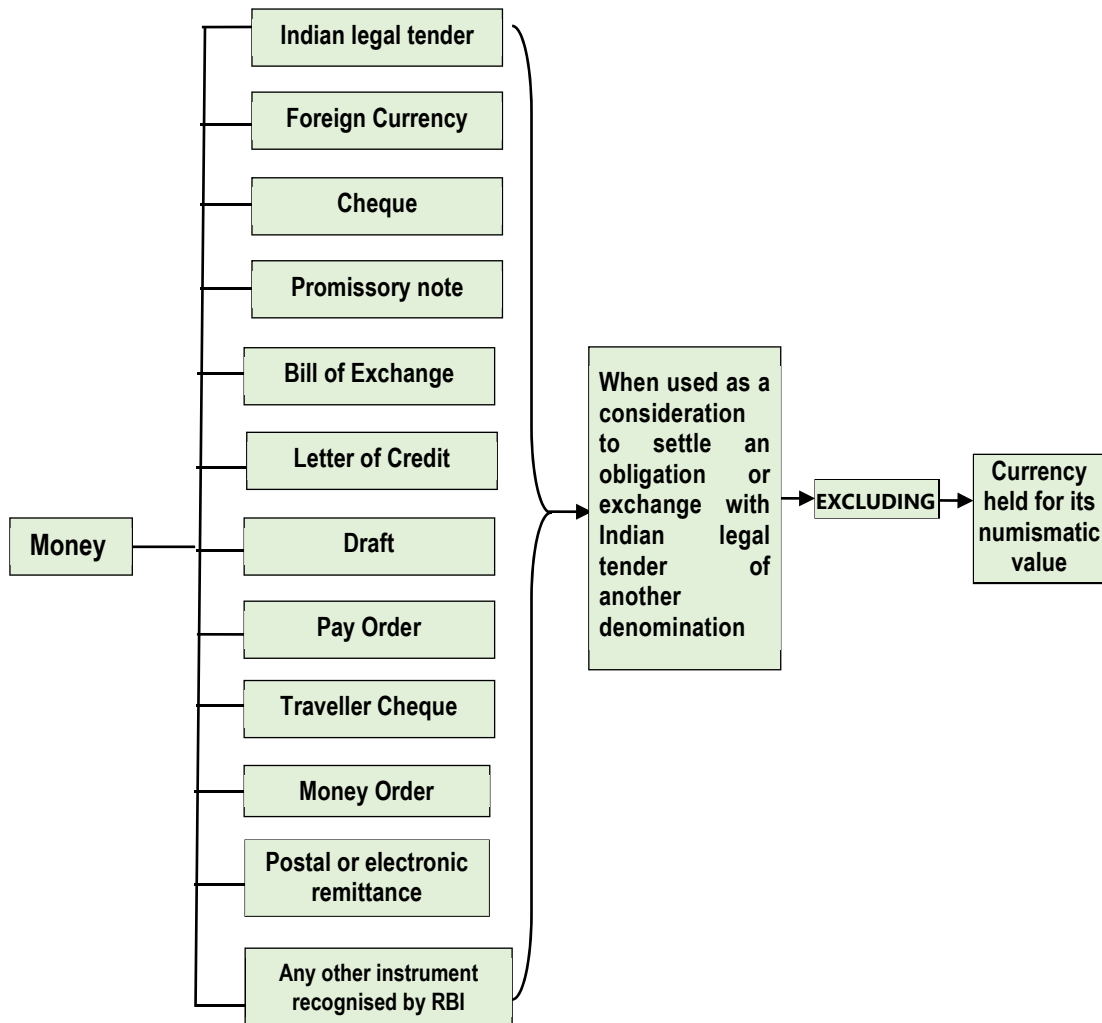 Indian legal tender
Foreign Currency
Cheque
Promissory note
Bill of Exchange
Letter of Credit
Money
Draft
Pay Order
Traveller Cheque
Money Order
Postal or electronic
remittance
Any other instrument
recognised by RBI
When used as a
consideration
to settle an
obligation or
exchange with
Indian legal
tender of
another
denomination
EXCLUDING
Currency
held for its
numismatic
value